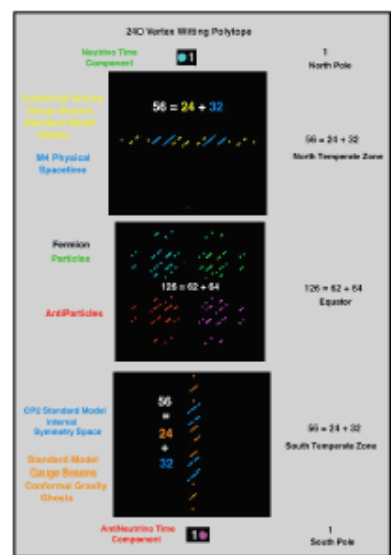 240 Vertex Witting Polytope
Neutrino Time
Component
1
1
North Pole
Conformal Gravity
Gauge Bosons
Standard Model
Ghosts
56 = 24 + 32
56 = 24 + 32
M4 Physical
Spacetime
North Temperate Zone
Fermion
Particles
126 = 62 + 64
126 = 62 + 64
Equator
AntiParticles
56
=
24
+
32
CP2 Standard Model
Internal
Symmetry Space
56 = 24 + 32
South Temperate Zone
Standard Model
Gauge Bosons
Conformal Gravity
Ghosts
AntiNeutrino Time
Component
1
1
South Pole